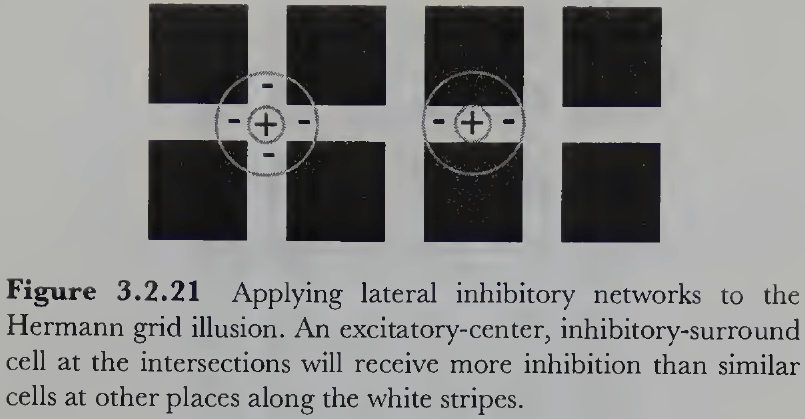 -
- + -
-
- + -
Figure 3.2.21 Applying lateral inhibitory networks to the
Hermann grid illusion. An excitatory-center, inhibitory-surround
cell at the intersections will receive more inhibition than similar
cells at other places along the white stripes.